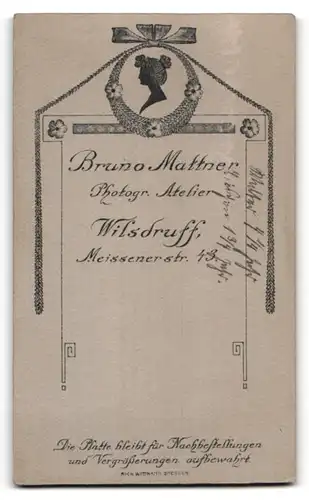 Bruno Mattner
Photogr. Atelier
Wilsdruff,
Meissenerstr. 43.
Die Platte bleibt für Nachbestellungen
und Vergrößerungen aufbewahrt